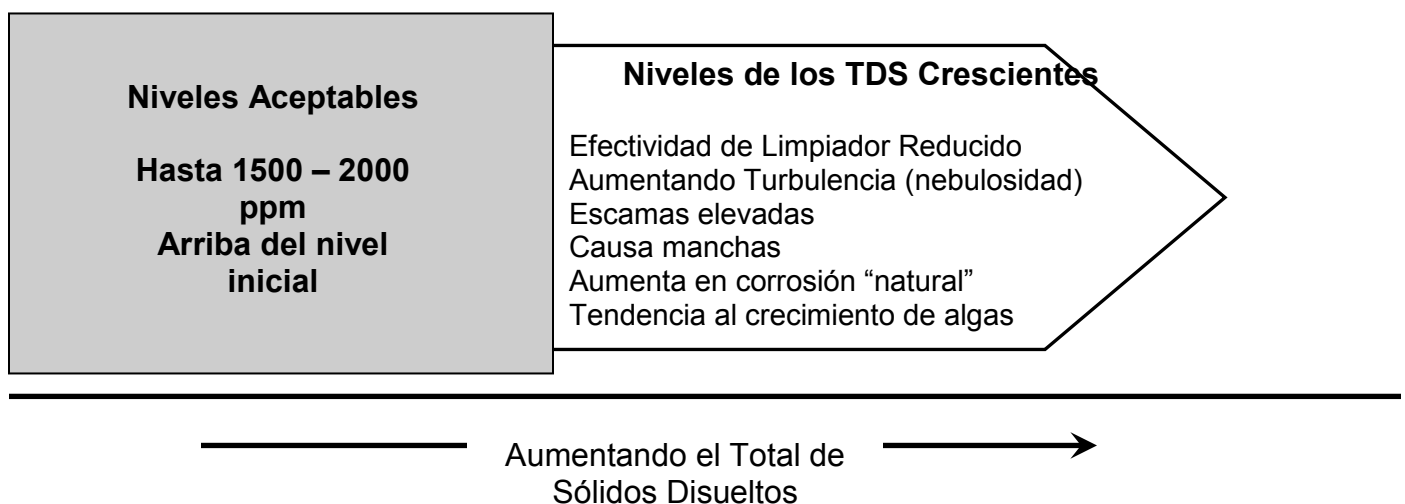 Niveles Aceptables
Hasta 1500 – 2000
ppm
Arriba del nivel
inicial
Niveles de los TDS Crescientes
Efectividad de Limpiador Reducido
Aumentando Turbulencia (nebulosidad)
Escamas elevadas
Causa manchas
Aumenta en corrosión “natural”
Tendencia al crecimiento de algas
Aumentando el Total de
Sólidos Disueltos